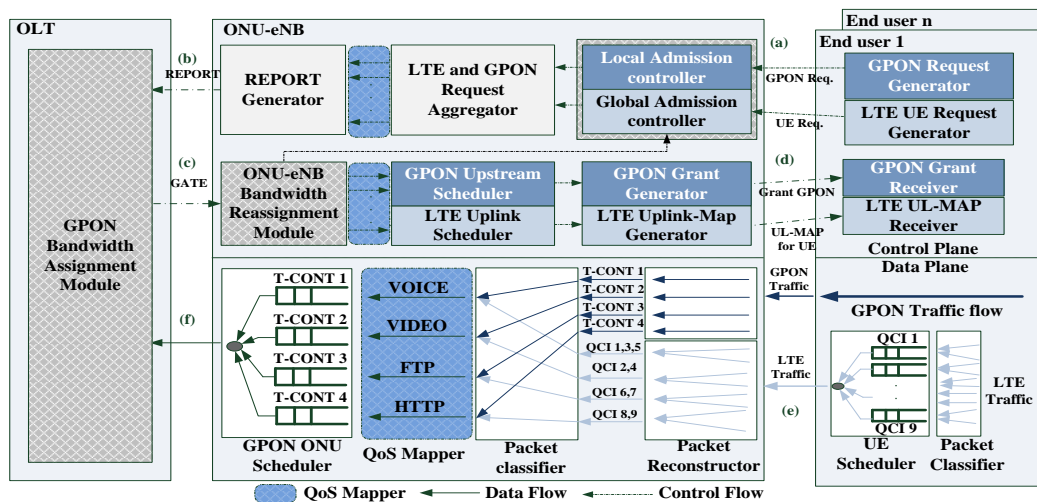 OLT
ONU-eNB
End user n
End user 1
(b)
REPORT
REPORT
Generator
LTE and GPON
Request
Aggregator
Local Admission
controller
Global Admission
controller
(a)
GPON Req.
UE Req.
GPON Request
Generator
LTE UE Request
Generator
(c)
GATE
ONU-eNB
Bandwidth
Reassignment
Module
GPON Upstream
Scheduler
LTE Uplink
Scheduler
GPON Grant
Generator
LTE Uplink-Map
Generator
(d)
Grant GPON
UL-MAP
for UE
GPON Grant
Receiver
LTE UL-MAP
Receiver
Control Plane
Data Plane
GPON
Bandwidth
Assignment
Module
(f)
T-CONT 1
T-CONT 2
T-CONT 3
T-CONT 4
GPON ONU
Scheduler
VOICE
VIDEO
FTP
HTTP
QoS Mapper
Packet
classifier
T-CONT 1
T-CONT 2
T-CONT 3
T-CONT 4
QCI 1,3,5
QCI 2,4
QCI 6,7
QCI 8,9
Packet
Reconstructor
GPON
Traffic
GPON Traffic flow
LTE
Traffic
(e)
QCI 1
QCI 9
UE
Scheduler
LTE
Traffic
Packet
Classifier
QoS Mapper
Data Flow
Control Flow